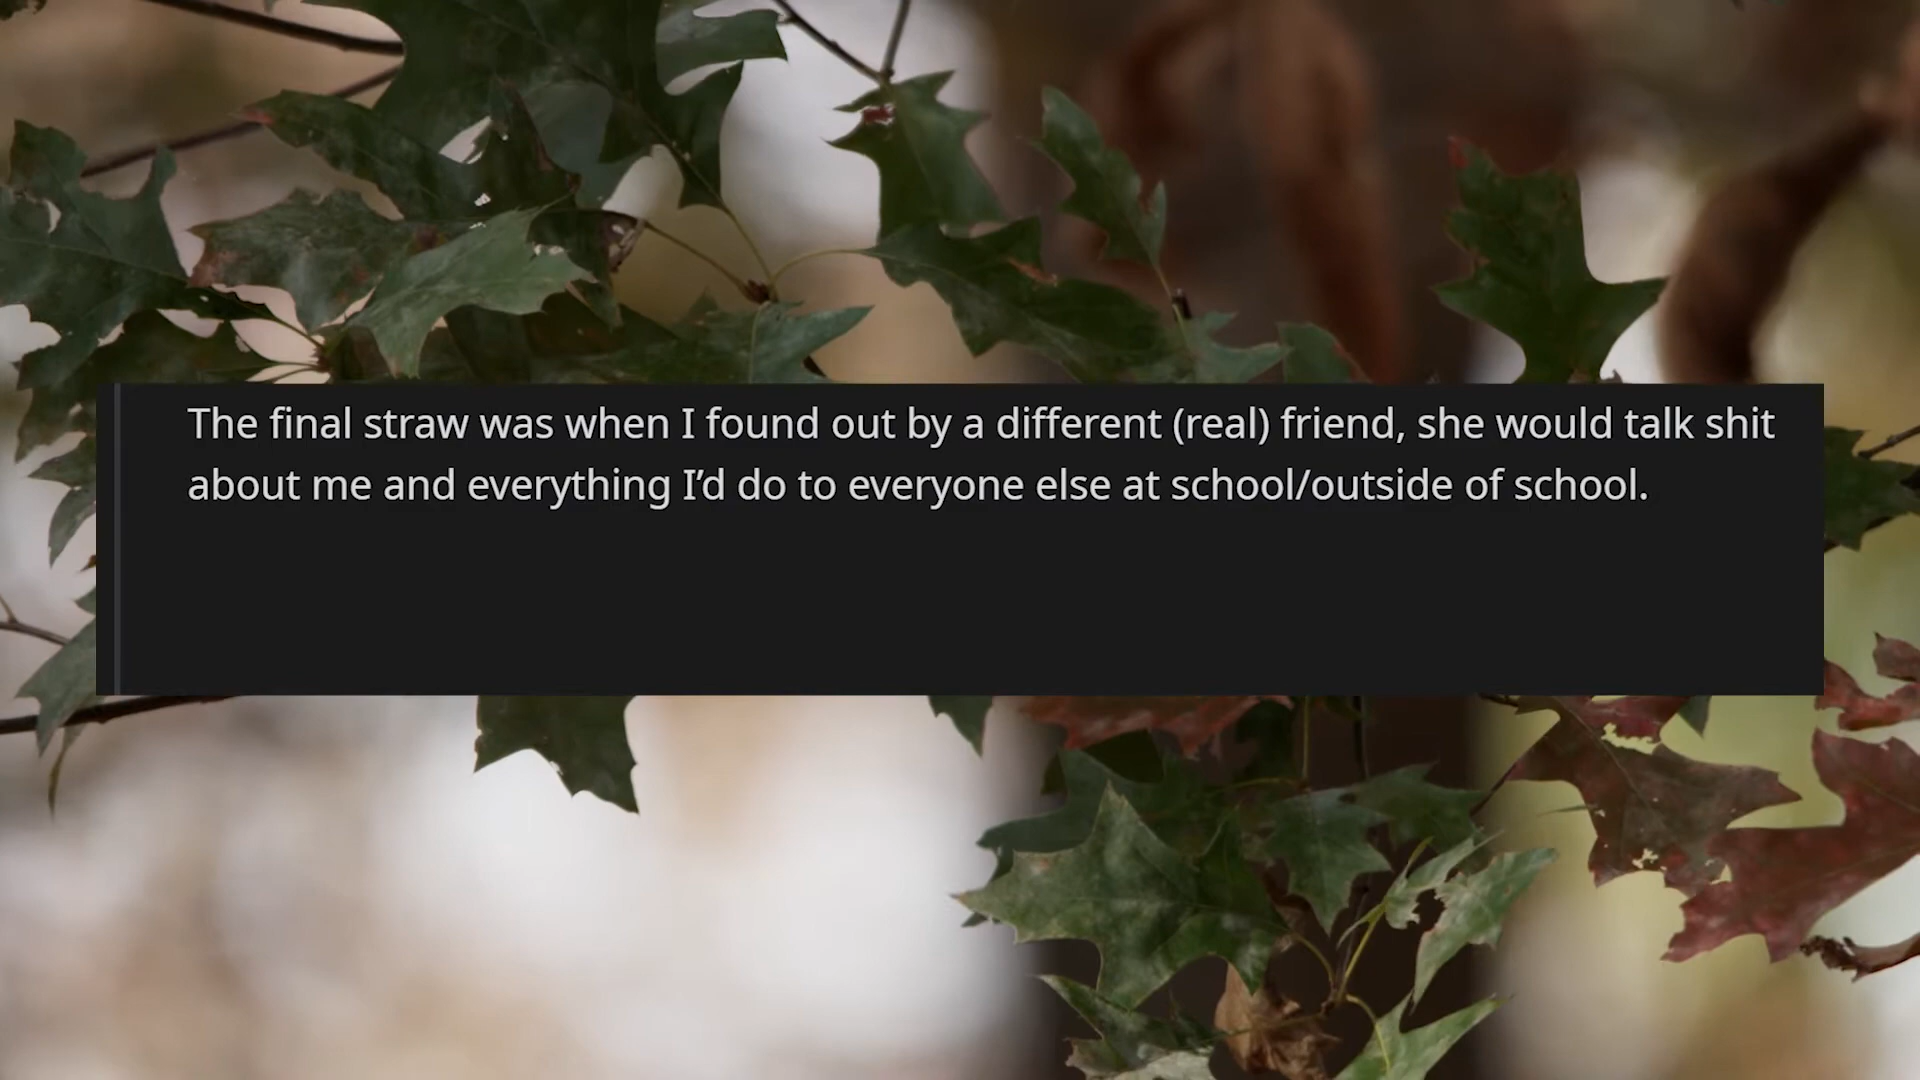 The final straw was when I found out by a different (real) friend, she would talk shit
about me and everything I’d do to everyone else at school/outside of school.